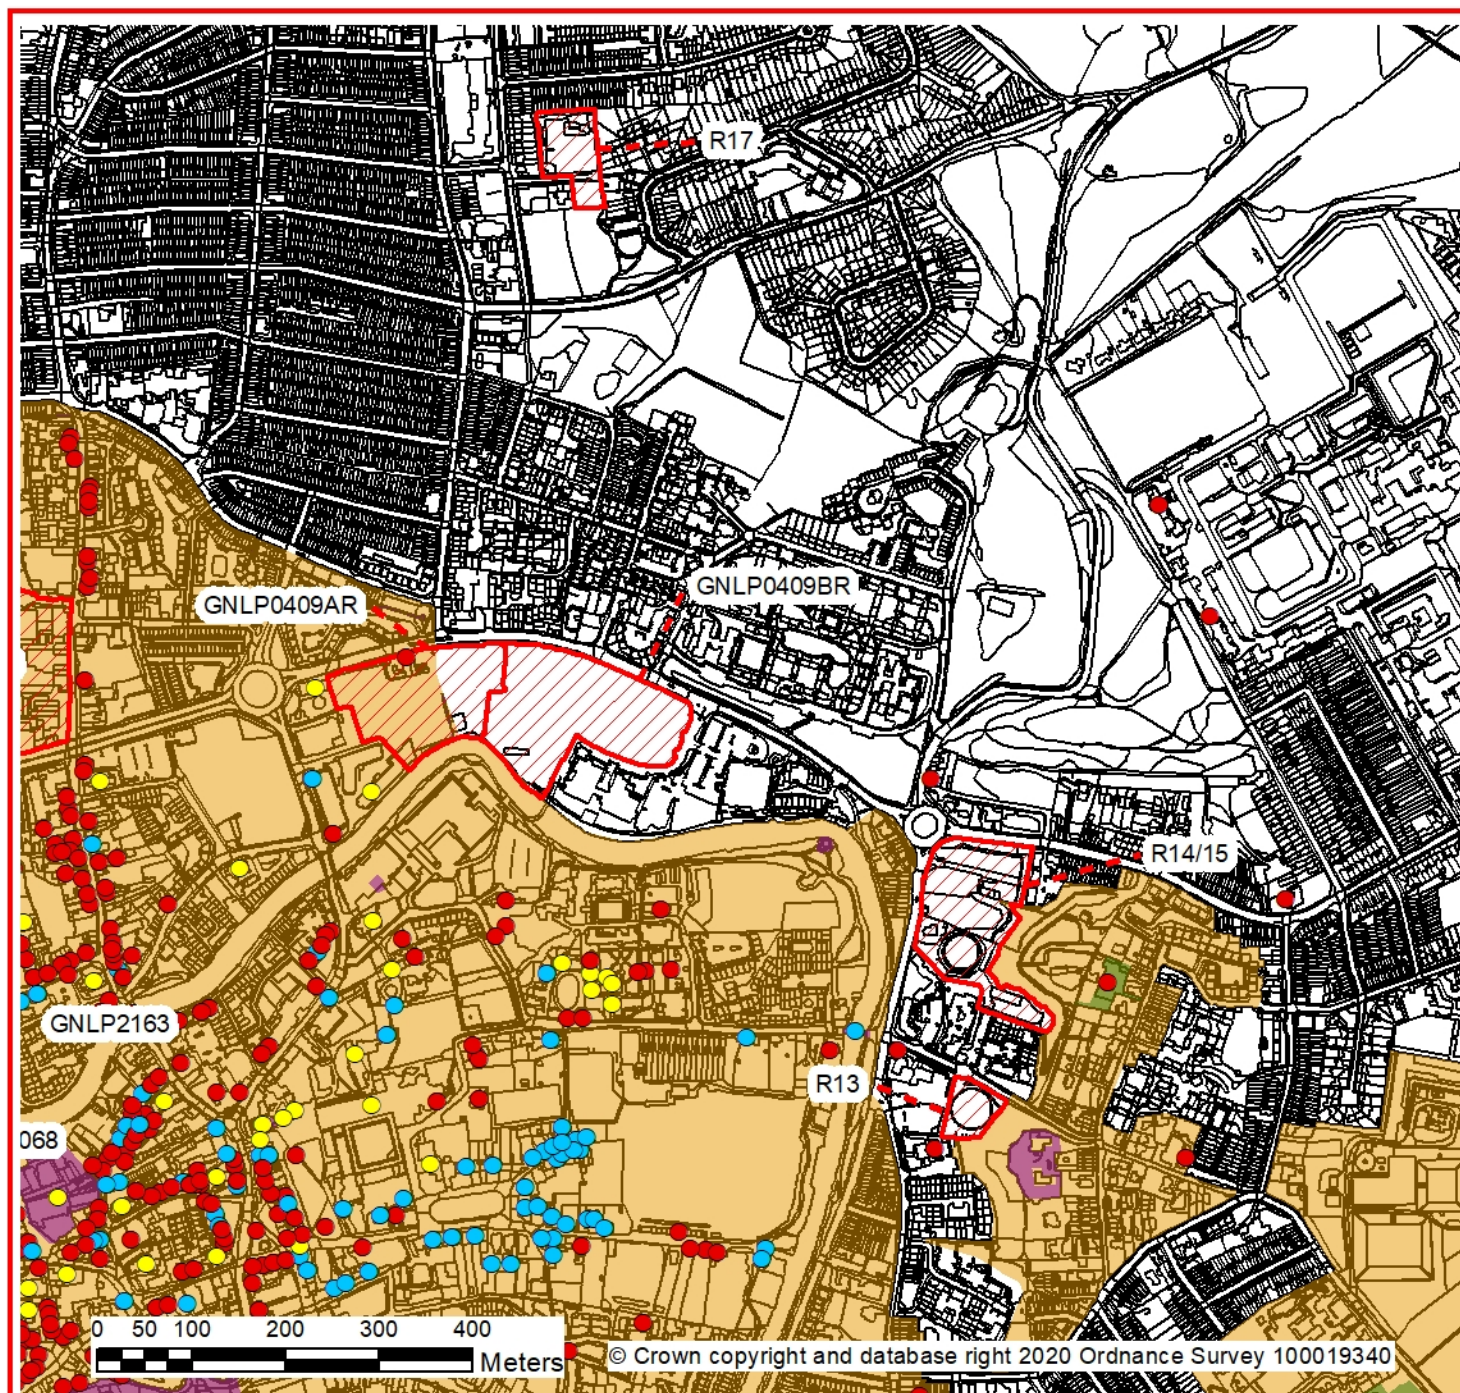 R17
GNLP0409BR
GNLP0409AR
R14/15
GNLP2163
R13
068
0 50 100 200 300 400
Meters
© Crown copyright and database right 2020 Ordnance Survey 100019340